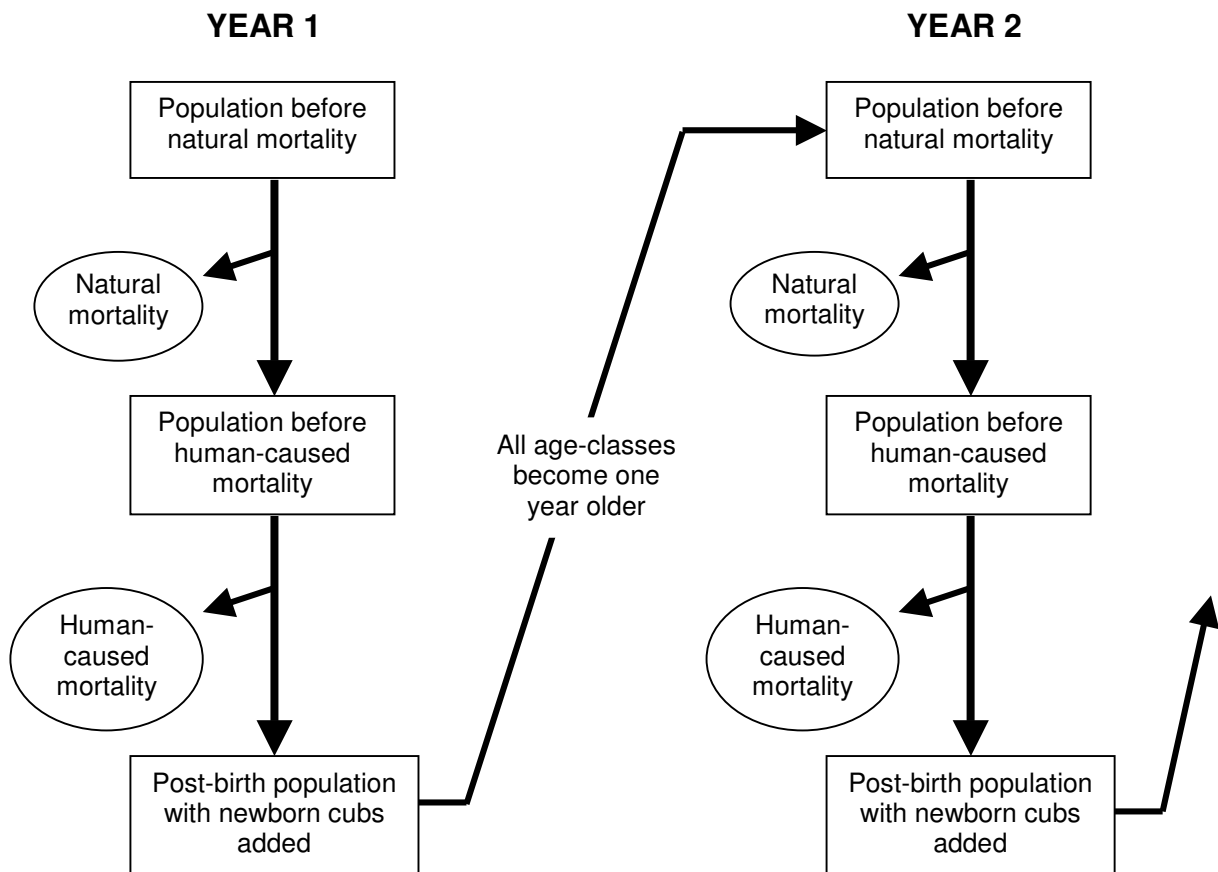 YEAR 1
Population before
natural mortality
Natural
mortality
Population before
human-caused
mortality
Human-
caused
mortality
Post-birth population
with newborn cubs
added
All age-classes
become one
year older
YEAR 2
Population before
natural mortality
Natural
mortality
Population before
human-caused
mortality
Human-
caused
mortality
Post-birth population
with newborn cubs
added